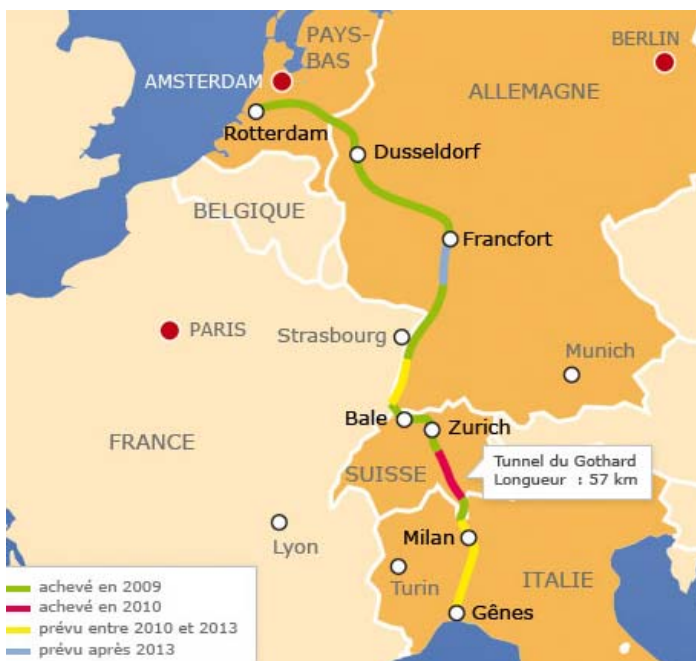 PAYS-
BAS
BERLIN
AMSTERDAM
ALLEMAGNE
Rotterdam
Dusseldorf
BELGIQUE
Francfort
PARIS
Strasbourg
Munich
Bale
Zurich
FRANCE
SUISSE
Tunnel du Gothard
Longueur : 57 km
Lyon
Milan
Turin
ITALIE
Gênes
achevé en 2009
achevé en 2010
prévu entre 2010 et 2013
prévu après 2013